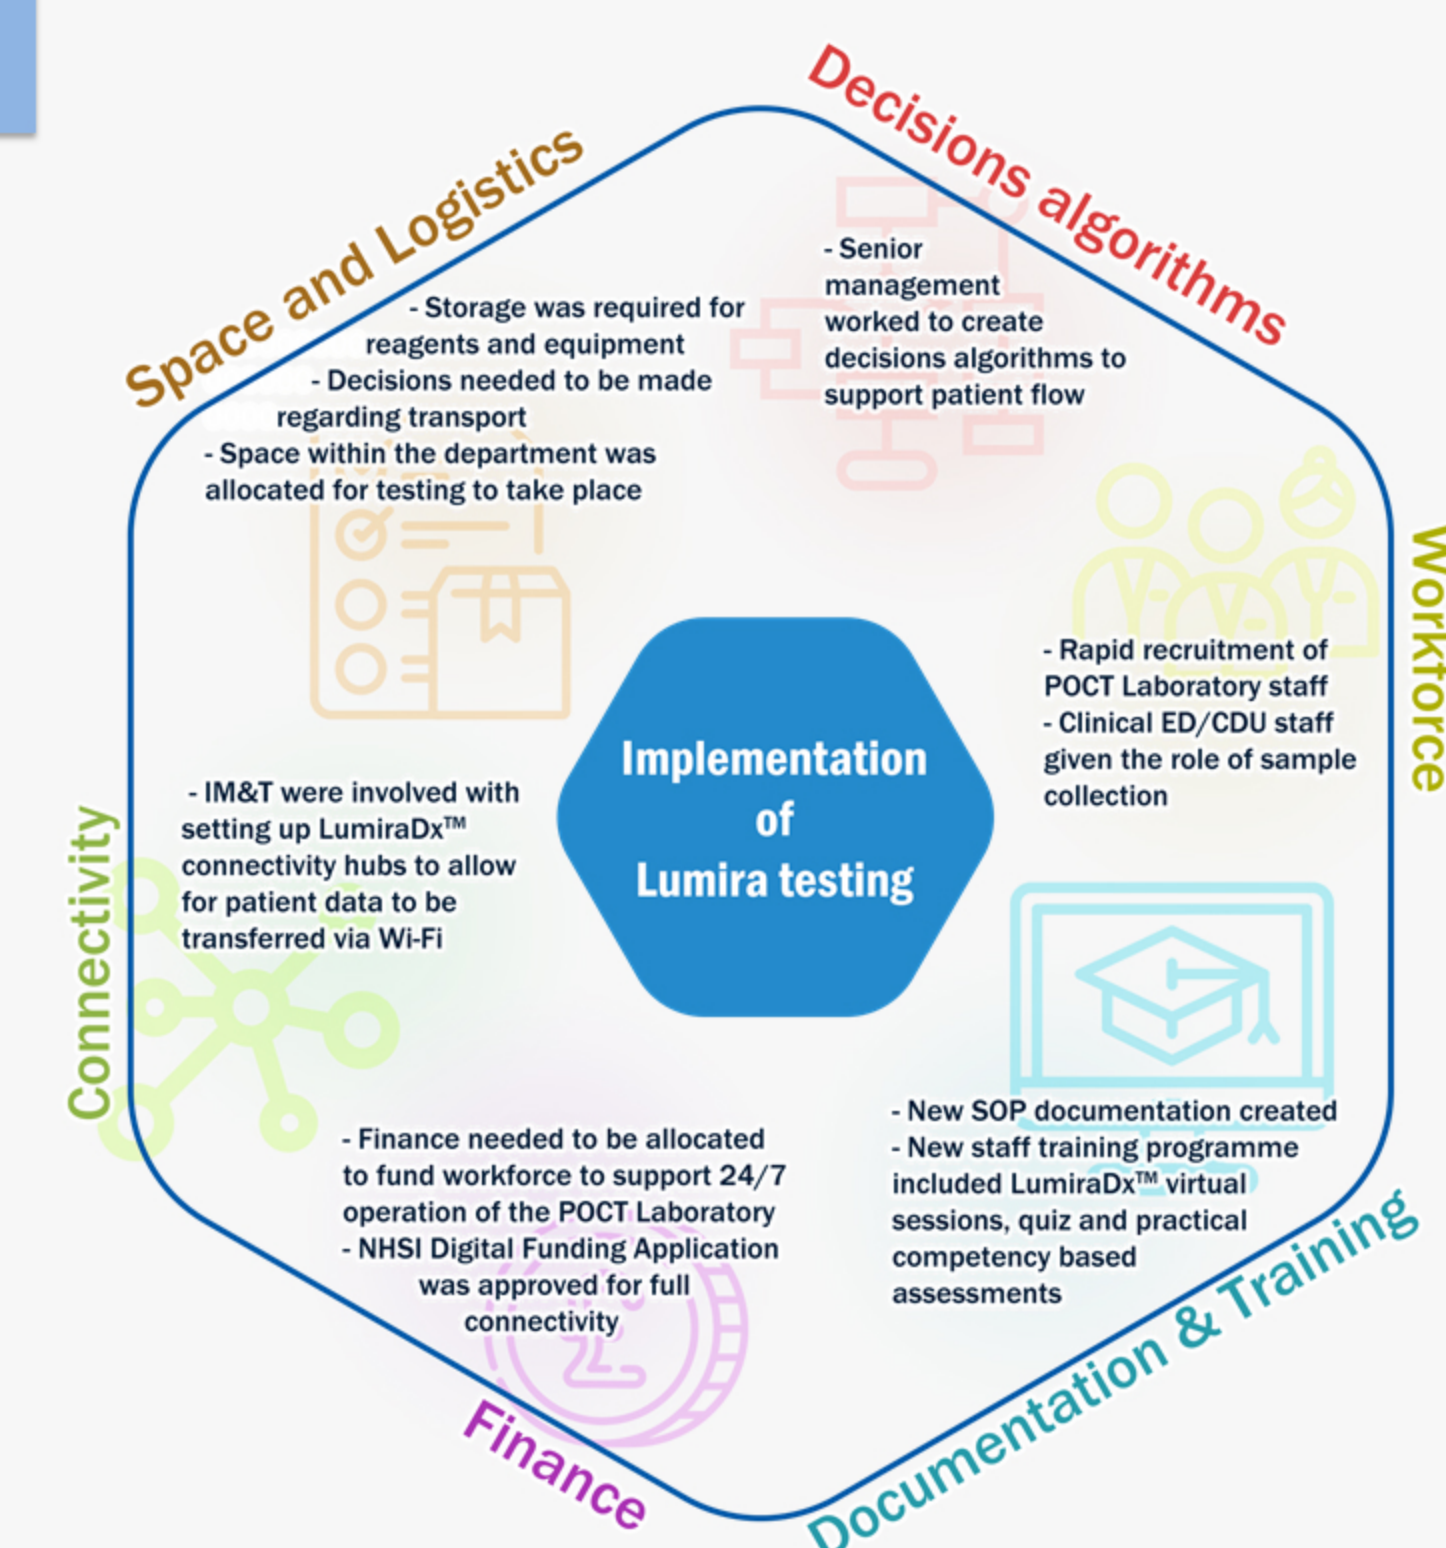 Decisions algorithms
- Senior
management
worked to create
decisions algorithms to
support patient flow
Space and Logistics
- Storage was required for
reagents and equipment
- Decisions needed to be made
regarding transport
- Space within the department was
allocated for testing to take place
Workforce
- Rapid recruitment of
POCT Laboratory staff
- Clinical ED/CDU staff
given the role of sample
collection
Implementation
of
Lumira testing
Connectivity
- IM&T were involved with
setting up LumiraDx™
connectivity hubs to allow
for patient data to be
transferred via Wi-Fi
Documentation & Training
- New SOP documentation created
- New staff training programme
included LumiraDx™ virtual
sessions, quiz and practical
competency based
assessments
Finance
- Finance needed to be allocated
to fund workforce to support 24/7
operation of the POCT Laboratory
- NHSI Digital Funding Application
was approved for full
connectivity